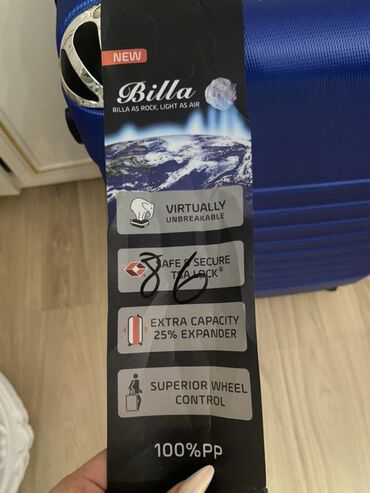 NEW
Billa
BILLA AS ROCK, LIGHT AS AIR
VIRTUALLY
UNBREAKABLE
SAFE & SECURE
TSA LOCK®
86
EXTRA CAPACITY
25% EXPANDER
SUPERIOR WHEEL
CONTROL
100%PP